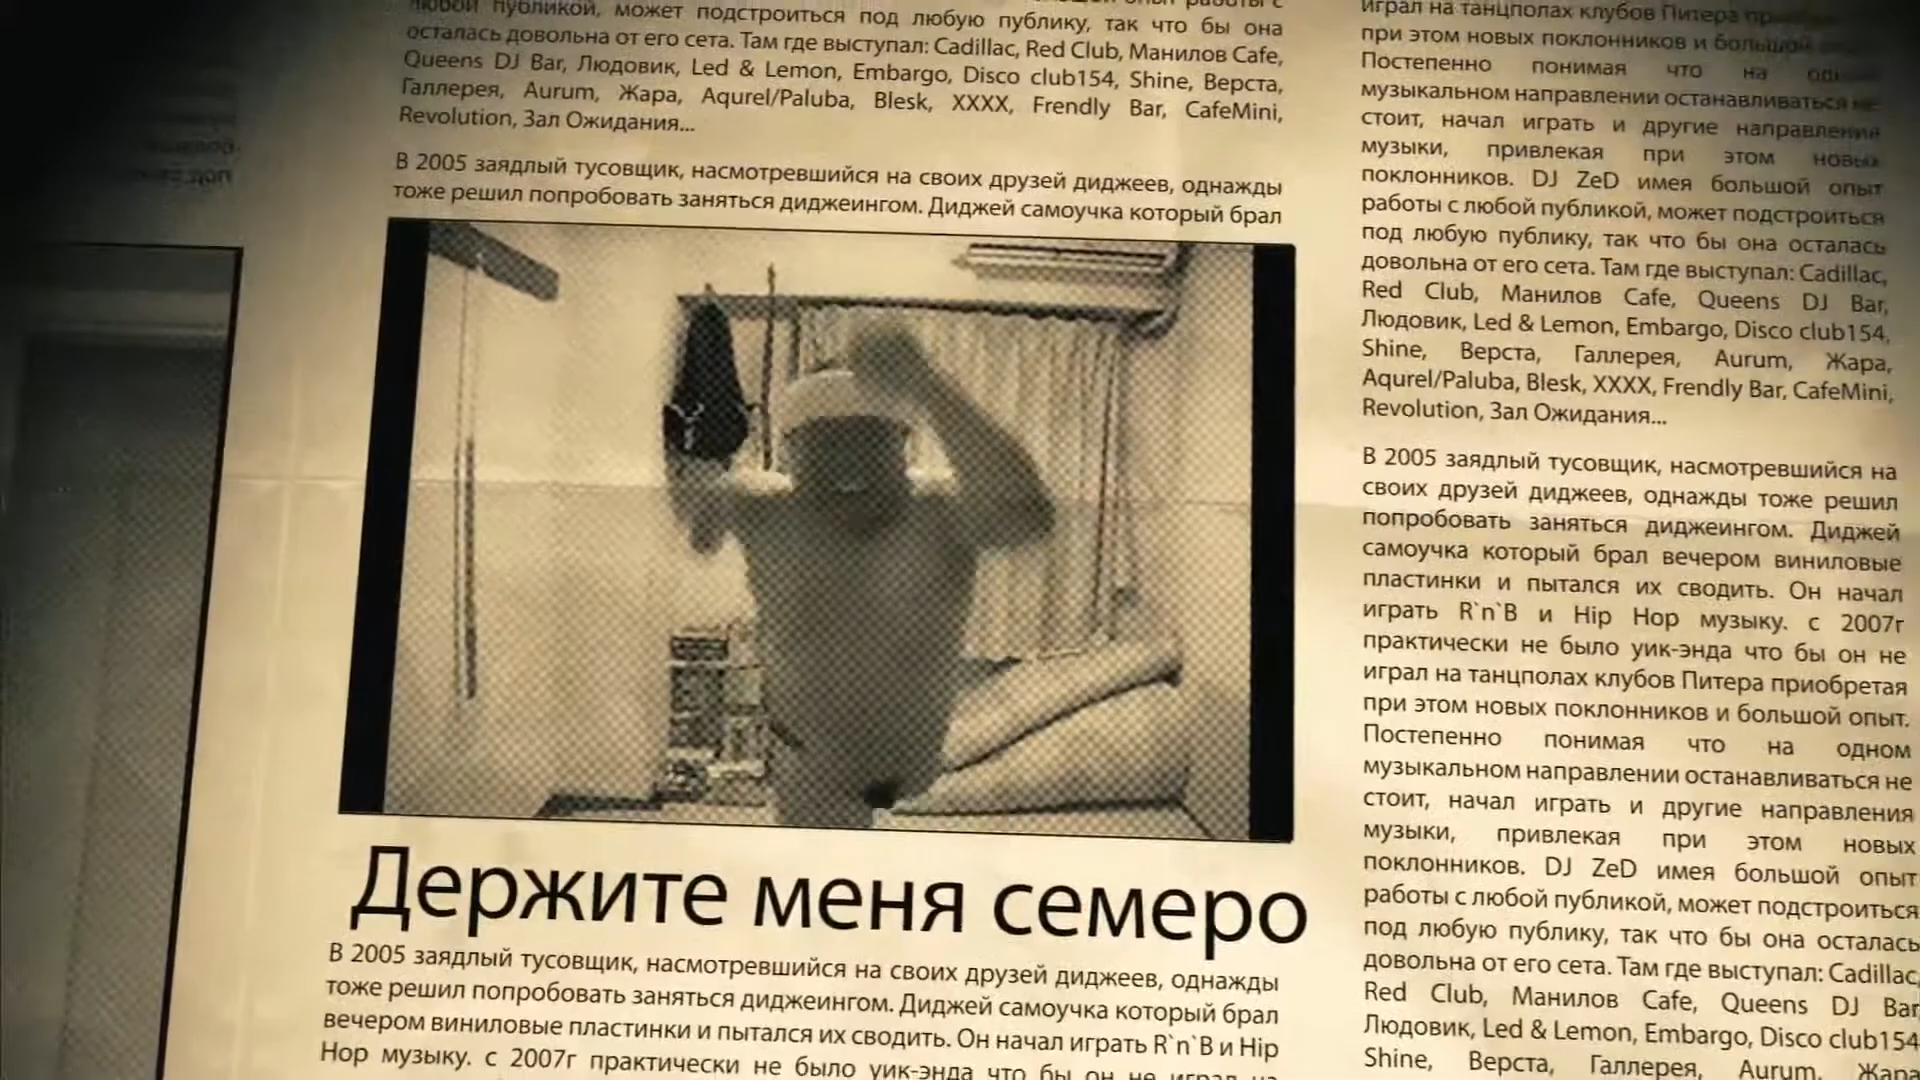 любой публикой, может подстроиться под любую публику, так что бы она
осталась довольна от его сета. Там где выступал: Cadillac, Red Club, Манилов Cafe,
Queens DJ Bar, Людовик, Led & Lemon, Embargo, Disco club154, Shine, Верста,
Галлерея, Aurum, Жара, Aqurel/Paluba, Blesk, XXXX, Frendly Bar, CafeMini,
Revolution, Зал Ожидания...
В 2005 заядлый тусовщик, насмотревшийся на своих друзей диджеев, однажды
тоже решил попробовать заняться диджеингом. Диджей самоучка который брал
Держите меня семеро
В 2005 заядлый тусовщик, насмотревшийся на своих друзей диджеев, однажды
тоже решил попробовать заняться диджеингом. Диджей самоучка который брал
вечером виниловые пластинки и пытался их сводить. Он начал играть R`n`B и Hip
Hop музыку. с 2007г практически не было уик-энда что бы он не играл на
играл на танцполах клубов Питера
при этом новых поклонников и большой
Постепенно понимая что на одном
музыкальном направлении останавливаться не
стоит, начал играть и другие направления
музыки, привлекая при этом новых
поклонников. DJ ZeD имея большой опыт
работы с любой публикой, может подстроиться
под любую публику, так что бы она осталась
довольна от его сета. Там где выступал: Cadillac,
Red Club, Манилов Cafe, Queens DJ Bar,
Людовик, Led & Lemon, Embargo, Disco club154,
Shine, Верста, Галлерея, Aurum, Жара,
Aqurel/Paluba, Blesk, XXXX, Frendly Bar, CafeMini,
Revolution, Зал Ожидания...
В 2005 заядлый тусовщик, насмотревшийся на
своих друзей диджеев, однажды тоже решил
попробовать заняться диджеингом. Диджей
самоучка который брал вечером виниловые
пластинки и пытался их сводить. Он начал
играть R`n`B и Hip Hop музыку. с 2007г
практически не было уик-энда что бы он не
играл на танцполах клубов Питера приобретая
при этом новых поклонников и большой опыт.
Постепенно понимая что на одном
музыкальном направлении останавливаться не
стоит, начал играть и другие направления
музыки, привлекая при этом новых
поклонников. DJ ZeD имея большой опыт
работы с любой публикой, может подстроиться
под любую публику, так что бы она осталась
довольна от его сета. Там где выступал: Cadillac,
Red Club, Манилов Cafe, Queens DJ Bar,
Людовик, Led & Lemon, Embargo, Disco club154,
Shine, Верста, Галлерея, Aurum, Жара